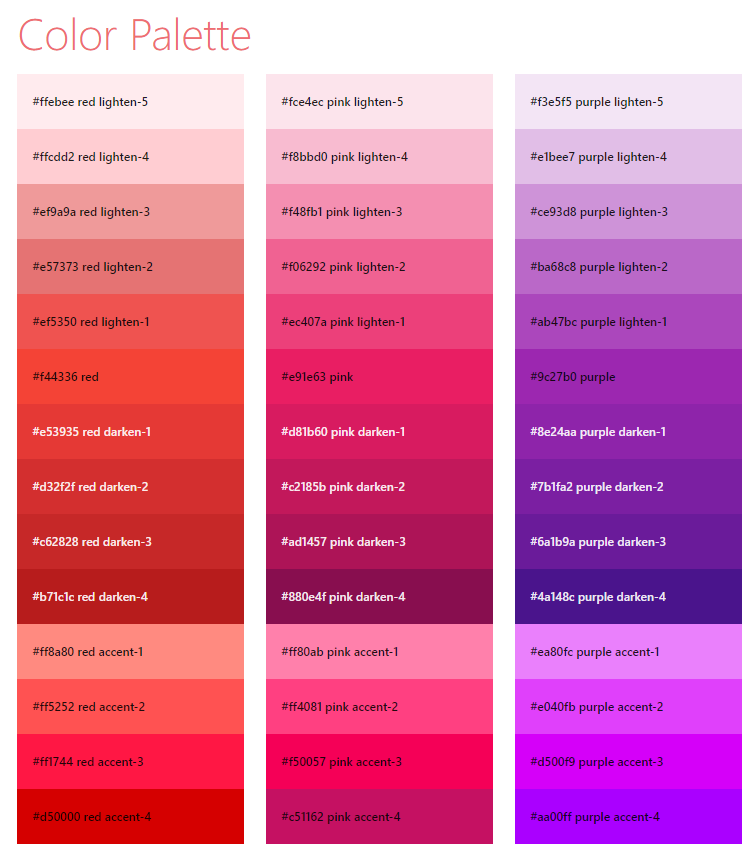 Color Palette
#ffebee red lighten-5
#ffcdd2 red lighten-4
#ef9a9a red lighten-3
#e57373 red lighten-2
#ef5350 red lighten-1
#f44336 red
#e53935 red darken-1
#d32f2f red darken-2
#c62828 red darken-3
#b71c1c red darken-4
#ff8a80 red accent-1
#ff5252 red accent-2
#ff1744 red accent-3
#d50000 red accent-4
#fce4ec pink lighten-5
#f8bbd0 pink lighten-4
#f48fb1 pink lighten-3
#f06292 pink lighten-2
#ec407a pink lighten-1
#e91e63 pink
#d81b60 pink darken-1
#c2185b pink darken-2
#ad1457 pink darken-3
#880e4f pink darken-4
#ff80ab pink accent-1
#ff4081 pink accent-2
#f50057 pink accent-3
#c51162 pink accent-4
#f3e5f5 purple lighten-5
#e1bee7 purple lighten-4
#ce93d8 purple lighten-3
#ba68c8 purple lighten-2
#ab47bc purple lighten-1
#9c27b0 purple
#8e24aa purple darken-1
#7b1fa2 purple darken-2
#6a1b9a purple darken-3
#4a148c purple darken-4
#ea80fc purple accent-1
#e040fb purple accent-2
#d500f9 purple accent-3
#aa00ff purple accent-4